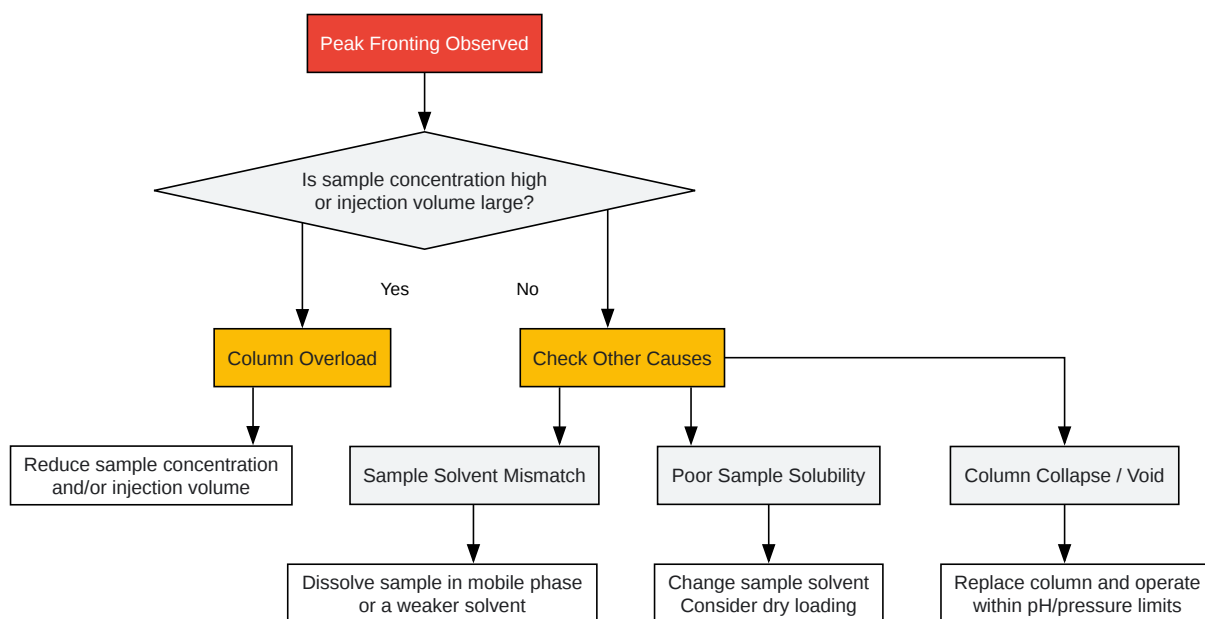 Peak Fronting Observed
Is sample concentration high
or injection volume large?
Yes
No
Column Overload
Check Other Causes
Reduce sample concentration
and/or injection volume
Sample Solvent Mismatch
Poor Sample Solubility
Column Collapse / Void
Dissolve sample in mobile phase
or a weaker solvent
Change sample solvent
Consider dry loading
Replace column and operate
within pH/pressure limits